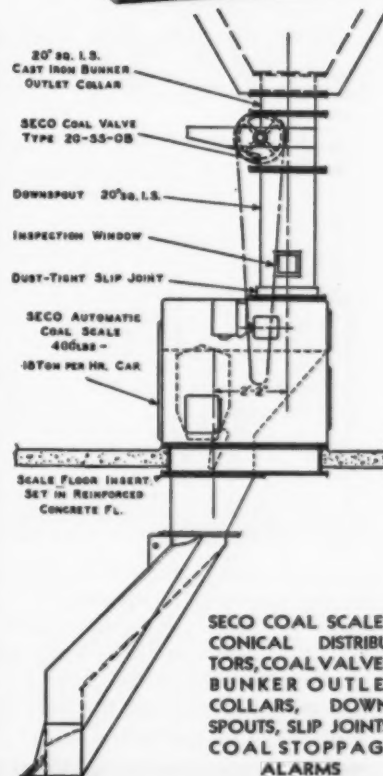 20" SQ. I.S.
CAST IRON BUNKER
OUTLET COLLAR
SECO COAL VALVE
TYPE 20-SS-OB
DOWNSPOUT 20"SQ. I.S.
INSPECTION WINDOW
DUST-TIGHT SLIP JOINT
SECO AUTOMATIC
COAL SCALE
400LBS -
18TON PER HR. CAP.
2'-2"
SCALE FLOOR INSERT,
SET IN REINFORCED
CONCRETE FL.
SECO COAL SCALE
CONICAL DISTRIBU
TORS, COAL VALVE
BUNKER OUTLE
COLLARS, DOWN
SPOUTS, SLIP JOINT
COAL STOPPAG
ALARMS